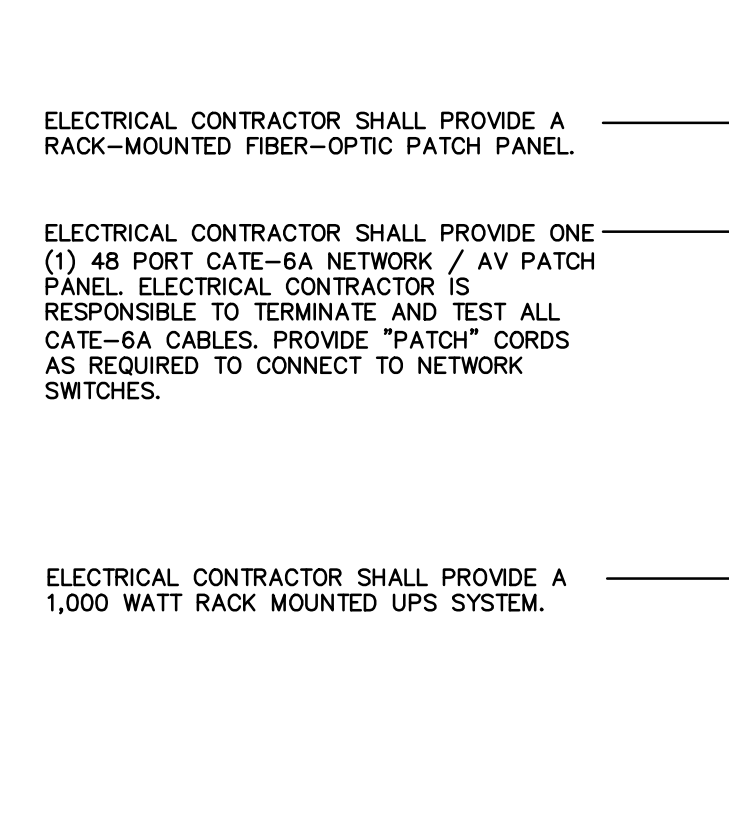 ELECTRICAL CONTRACTOR SHALL PROVIDE A
RACK-MOUNTED FIBER-OPTIC PATCH PANEL.
ELECTRICAL CONTRACTOR SHALL PROVIDE ONE
(1) 48 PORT CATE-6A NETWORK / AV PATCH
PANEL. ELECTRICAL CONTRACTOR IS
RESPONSIBLE TO TERMINATE AND TEST ALL
CATE-6A CABLES. PROVIDE "PATCH" CORDS
AS REQUIRED TO CONNECT TO NETWORK
SWITCHES.
ELECTRICAL CONTRACTOR SHALL PROVIDE A
1,000 WATT RACK MOUNTED UPS SYSTEM.